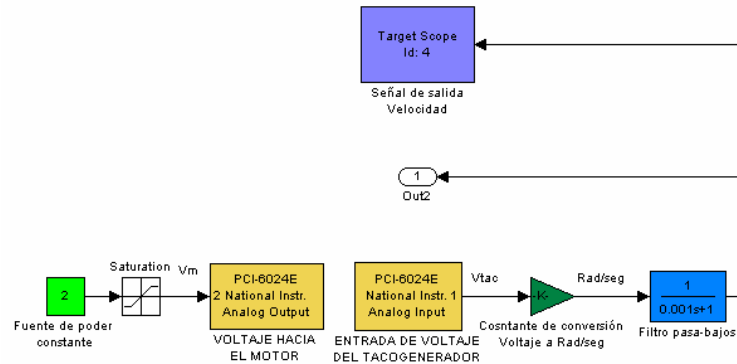 Target Scope
Id: 4
Señal de salida
Velocidad
1
Out2
Saturation
Vm
PCI-6024E
2 National Instr.
Analog Output
PCI-6024E
National Instr. 1
Analog Input
Vtac
Rad/seg
2
-K-
1
0.001s+1
Fuente de poder
constante
VOLTAJE HACIA
EL MOTOR
ENTRADA DE VOLTAJE
DEL TACOGENERADOR
Costante de conversión
Voltaje a Rad/seg
Filtro pasa-bajos